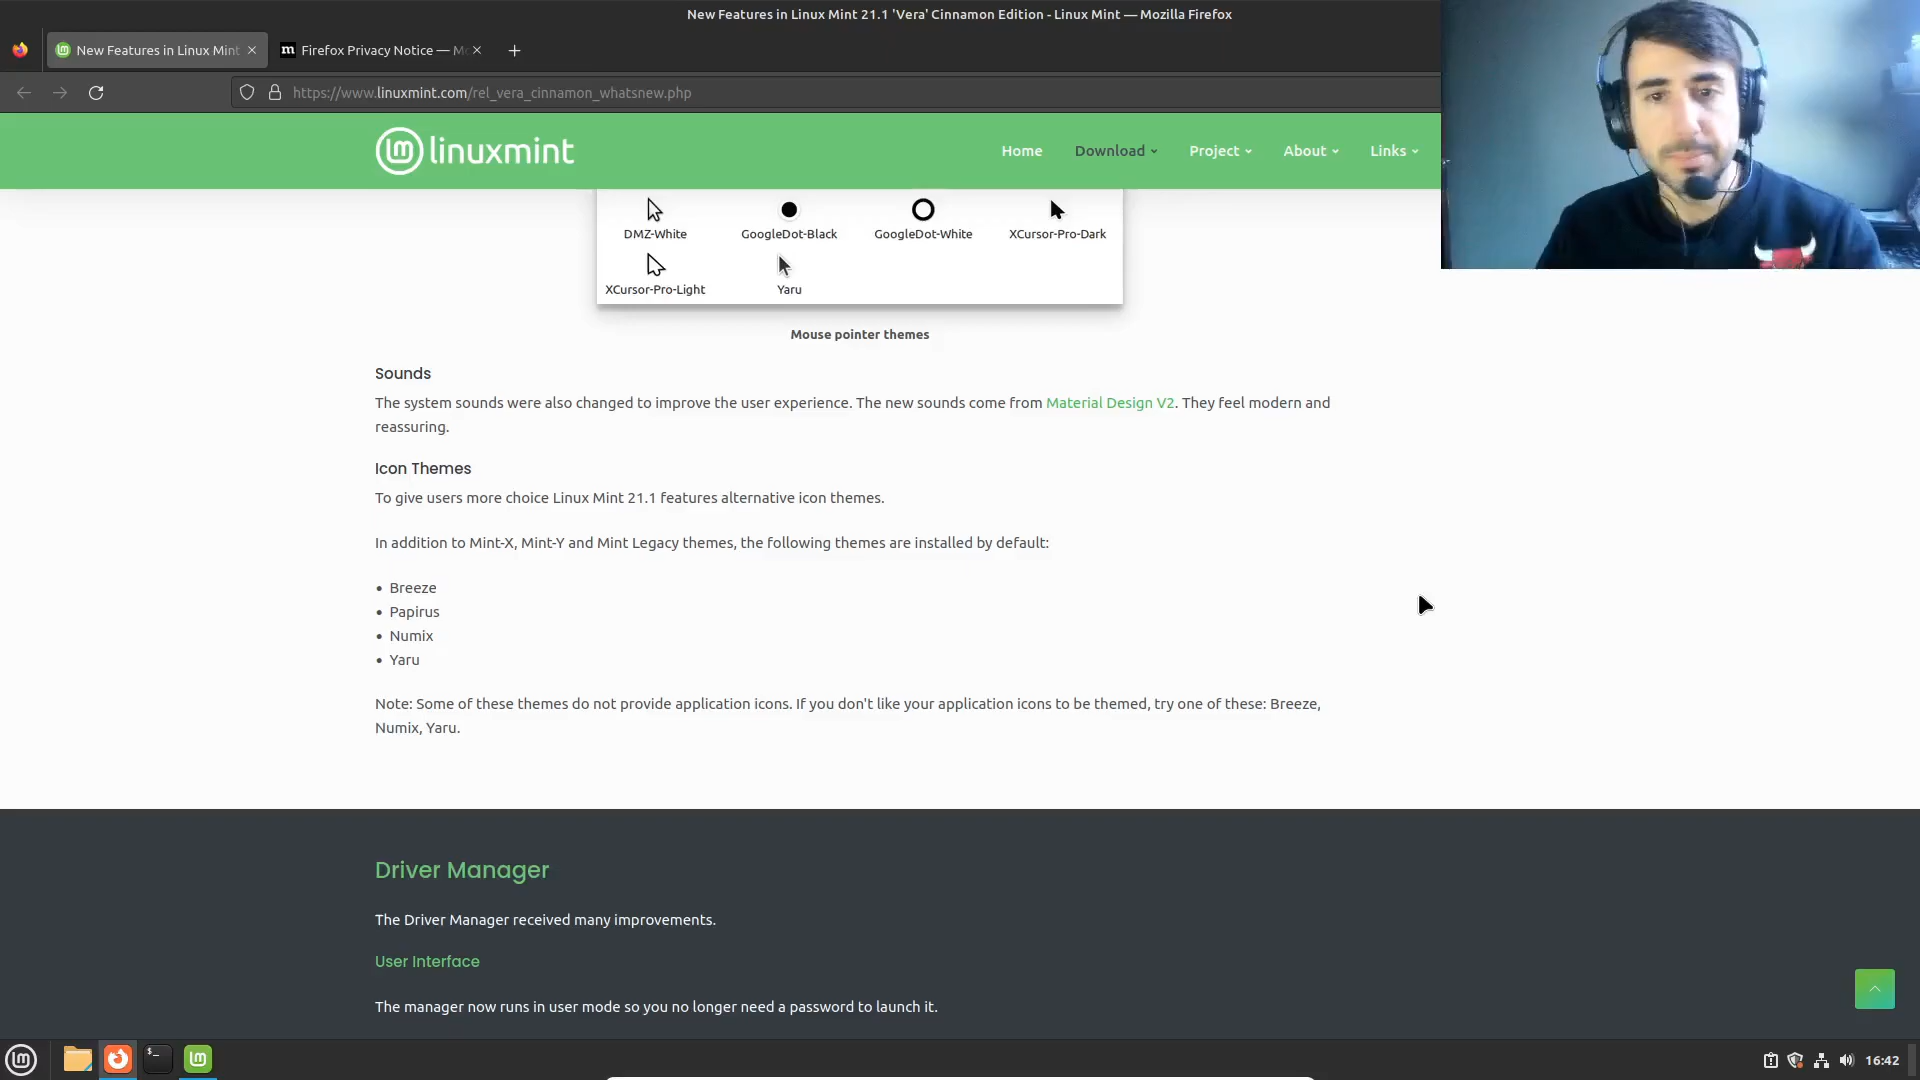 New Features in Linux Mint 21.1 'Vera' Cinnamon Edition - Linux Mint — Mozilla Firefox
New Features in Linux Mint
Firefox Privacy Notice — Mo
https://www.linuxmint.com/rel_vera_cinnamon_whatsnew.php
linuxmint
Home
Download
Project
About
Links
DMZ-White
GoogleDot-Black
GoogleDot-White
XCursor-Pro-Dark
XCursor-Pro-Light
Yaru
Mouse pointer themes
Sounds
The system sounds were also changed to improve the user experience. The new sounds come from Material Design V2. They feel modern and
reassuring.
Icon Themes
To give users more choice Linux Mint 21.1 features alternative icon themes.
In addition to Mint-X, Mint-Y and Mint Legacy themes, the following themes are installed by default:
• Breeze
• Papirus
• Numix
• Yaru
Note: Some of these themes do not provide application icons. If you don't like your application icons to be themed, try one of these: Breeze,
Numix, Yaru.
Driver Manager
The Driver Manager received many improvements.
User Interface
The manager now runs in user mode so you no longer need a password to launch it.
16:42